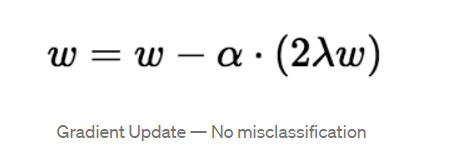 w = w − α · (2λw)
Gradient Update — No misclassification